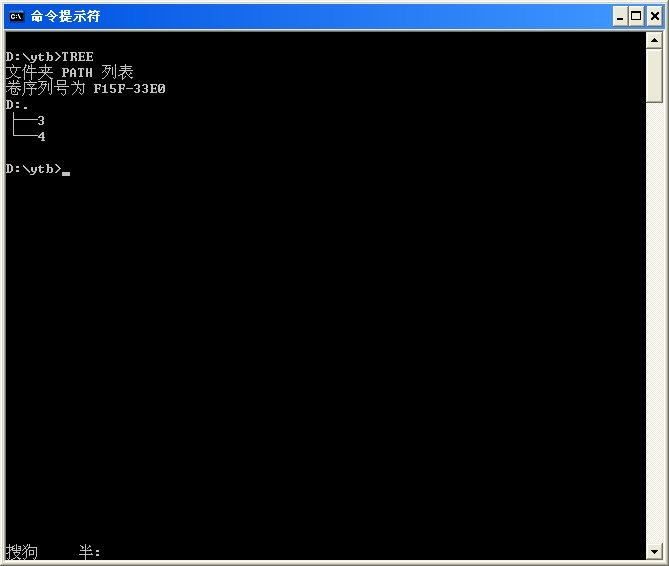 命令提示符
D:\ytb>TREE
文件夹 PATH 列表
卷序列号为 F15F-33E0
D:.
├──3
└──4
D:\ytb>
搜狗 半: